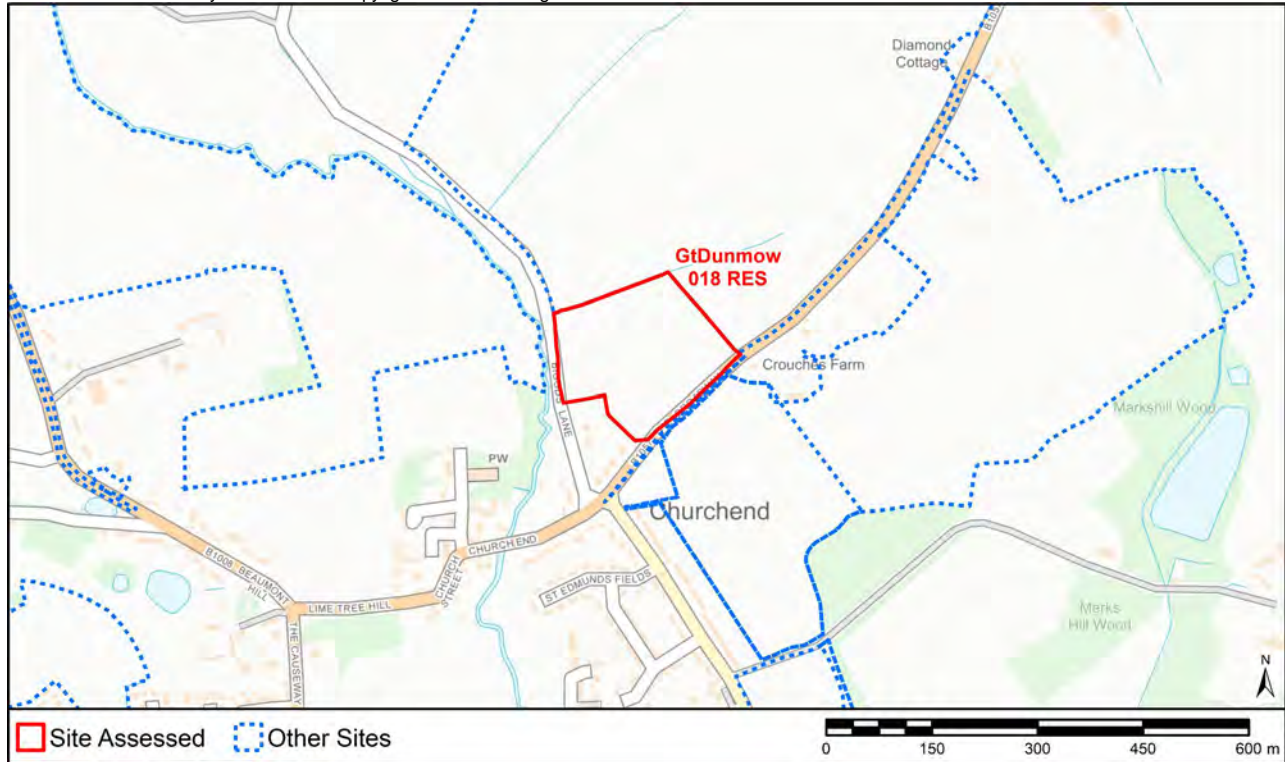 Diamond
Cottage
GtDunmow
018 RES
Crouches Farm
Markshill Wood
LANE
PW
Churchend
CHURCH END
CHURCH
STREET
ST EDMUNDS FIELDS
B1008 BEAUMONT
HILL
LIME TREE HILL
THE CAUSEWAY
Marks
Hill Wood
N
Site Assessed
Other Sites
0
150
300
450
600 m